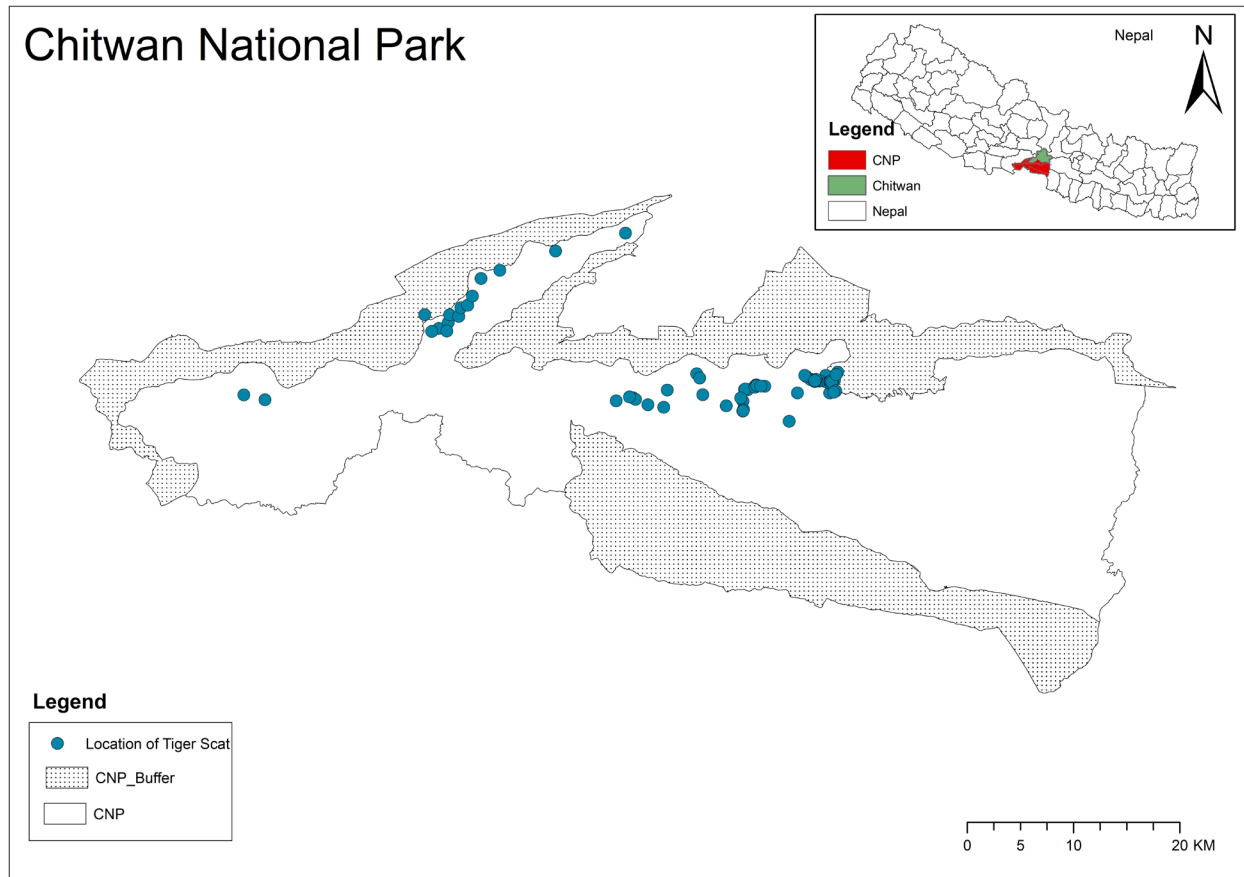 Chitwan National Park
Nepal
N
Legend
CNP
Chitwan
Nepal
Legend
Location of Tiger Scat
CNP_Buffer
CNP
0 5 10 20 KM